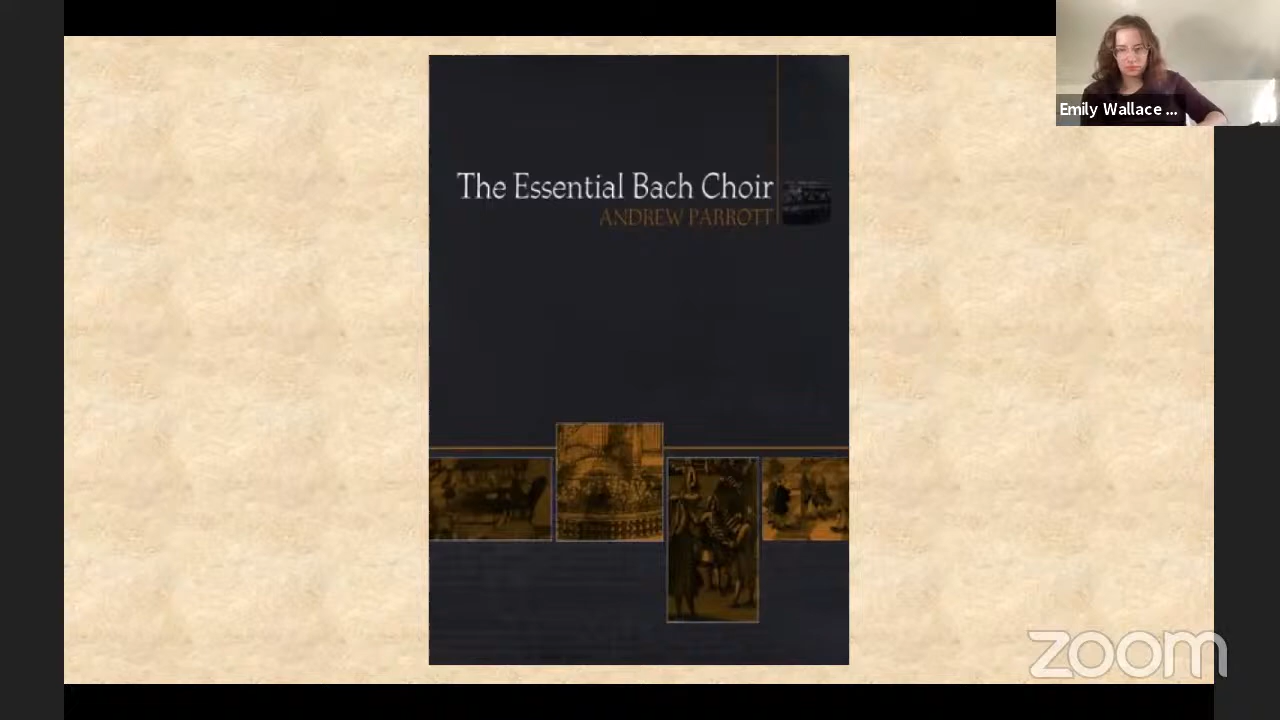 The Essential Bach Choir
ANDREW PARROTT
Emily Wallace ...
zoom